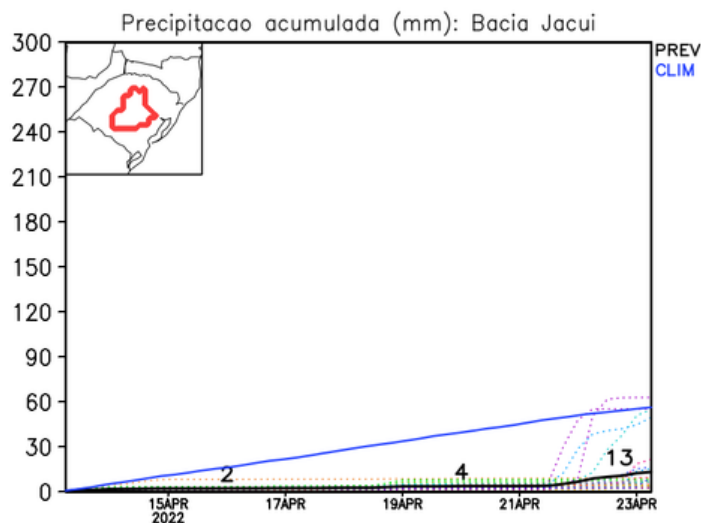 Precipitacao acumulada (mm): Bacia Jacui
PREV
CLIM
300
270
240
210
180
150
120
90
60
30
0
2
4
13
15APR
2022
17APR
19APR
21APR
23APR